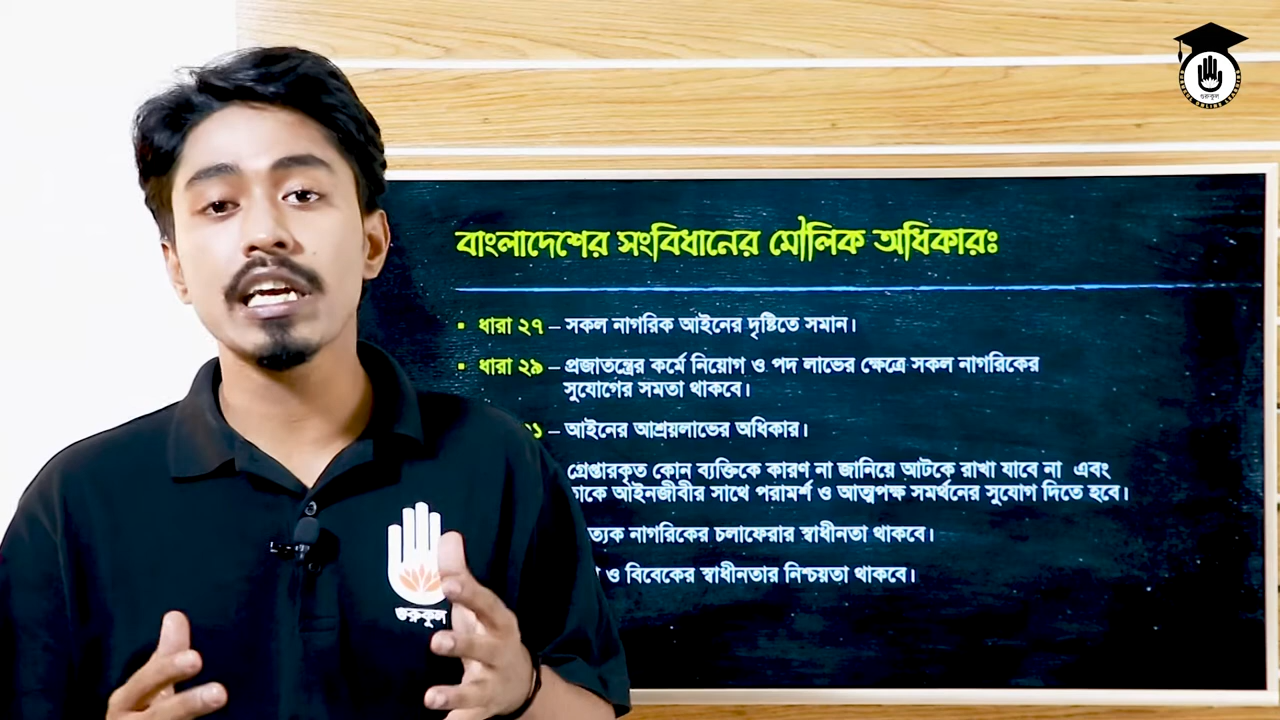 গুরুকুল
বাংলাদেশের সংবিধানের মৌলিক অধিকারঃ
▪ ধারা ২৭ – সকল নাগরিক আইনের দৃষ্টিতে সমান।
▪ ধারা ২৯ – প্রজাতন্ত্রের কর্মে নিয়োগ ও পদ লাভের ক্ষেত্রে সকল নাগরিকের
সুযোগের সমতা থাকবে।
– আইনের আশ্রয়লাভের অধিকার।
গ্রেপ্তারকৃত কোন ব্যক্তিকে কারণ না জানিয়ে আটকে রাখা যাবে না এবং
আইনজীবীর সাথে পরামর্শ ও আত্মপক্ষ সমর্থনের সুযোগ দিতে হবে।
নাগরিকের চলাফেরার স্বাধীনতা থাকবে।
ও বিবেকের স্বাধীনতার নিশ্চয়তা থাকবে।
গুরুকুল